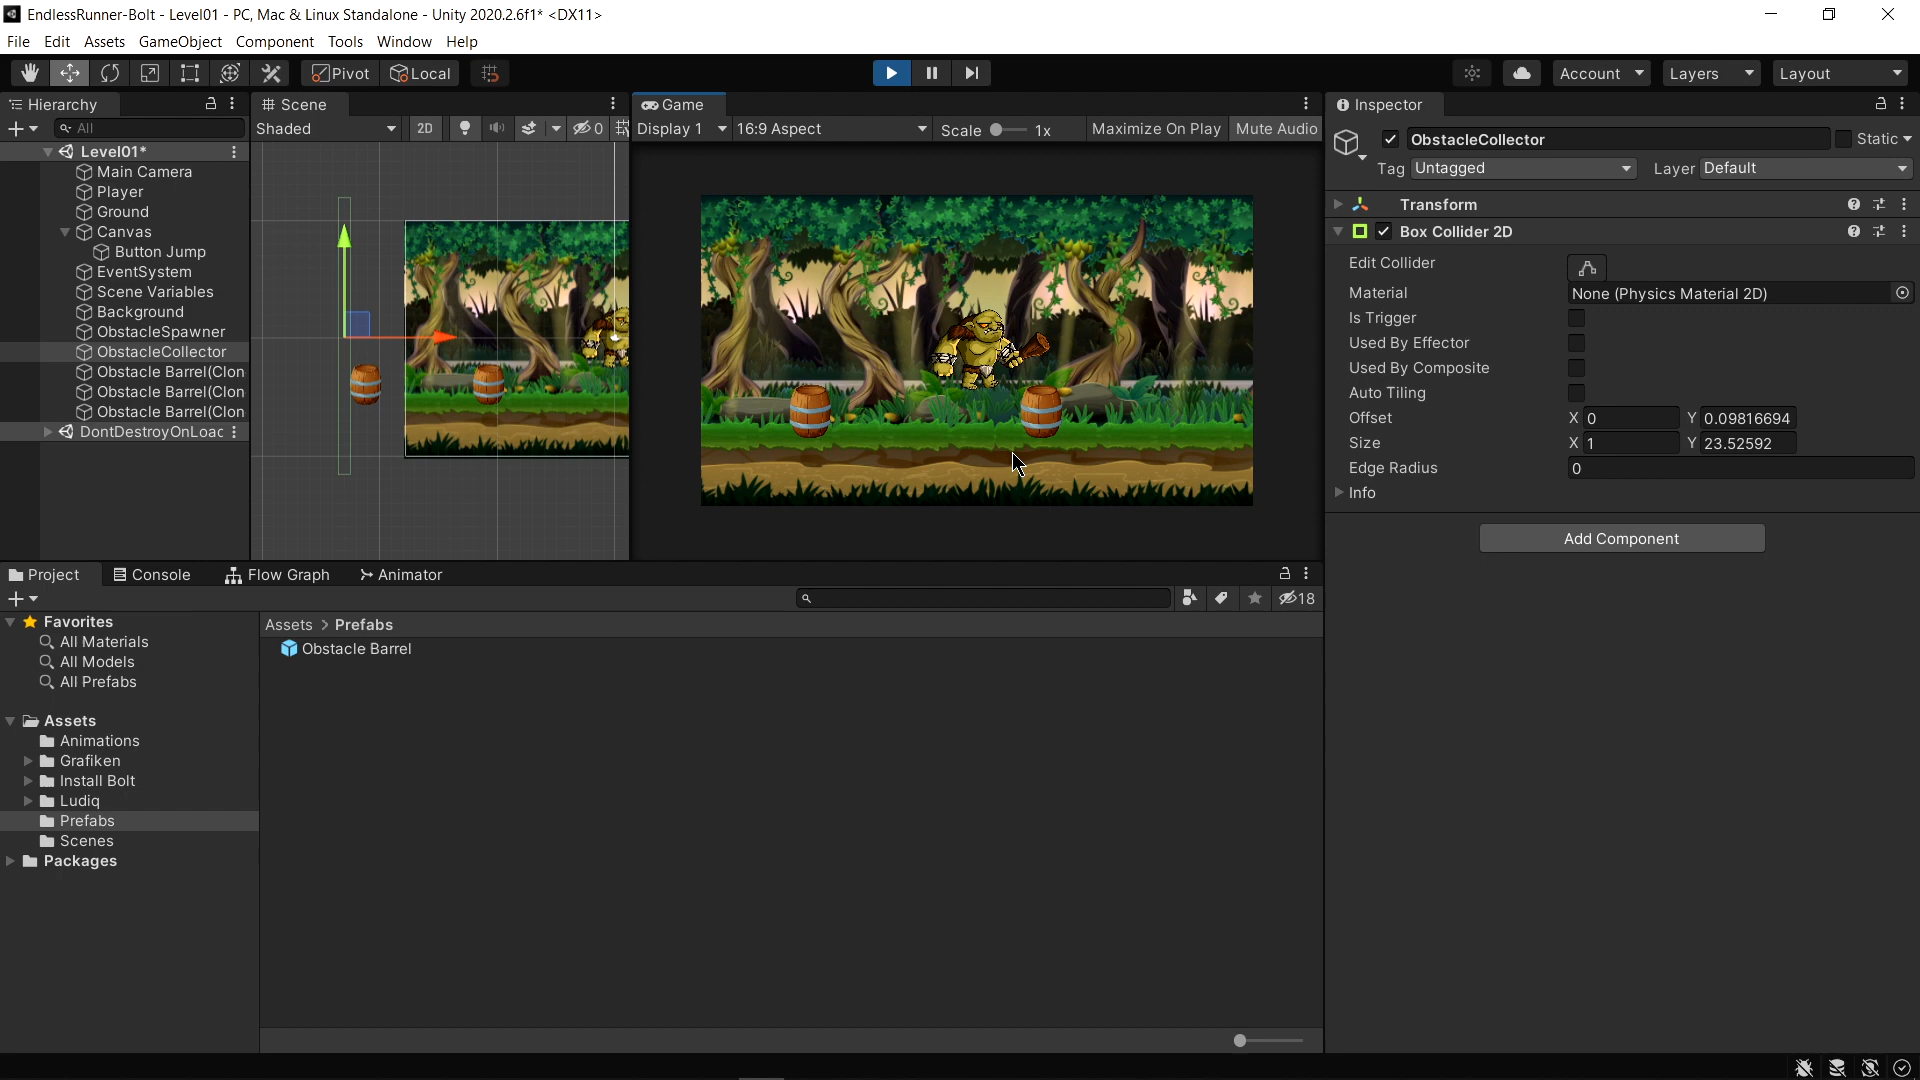 EndlessRunner-Bolt - Level01 - PC, Mac & Linux Standalone - Unity 2020.2.6f1* <DX11>
File Edit Assets GameObject Component Tools Window Help
Pivot Local Account Layers Layout
Hierarchy
All
Level01*
Main Camera
Player
Ground
Canvas
Button Jump
EventSystem
Scene Variables
Background
ObstacleSpawner
ObstacleCollector
Obstacle Barrel(Clon
Obstacle Barrel(Clon
Obstacle Barrel(Clon
DontDestroyOnLoac
Scene
Shaded 2D 0
Game
Display 1 16:9 Aspect Scale 1x Maximize On Play Mute Audio
Inspector
ObstacleCollector Static
Tag Untagged Layer Default
Transform
Box Collider 2D
Edit Collider
Material None (Physics Material 2D)
Is Trigger
Used By Effector
Used By Composite
Auto Tiling
Offset X 0 Y 0.09816694
Size X 1 Y 23.52592
Edge Radius 0
Info
Add Component
Project Console Flow Graph Animator
18
Favorites
All Materials
All Models
All Prefabs
Assets
Animations
Grafiken
Install Bolt
Ludiq
Prefabs
Scenes
Packages
Assets > Prefabs
Obstacle Barrel